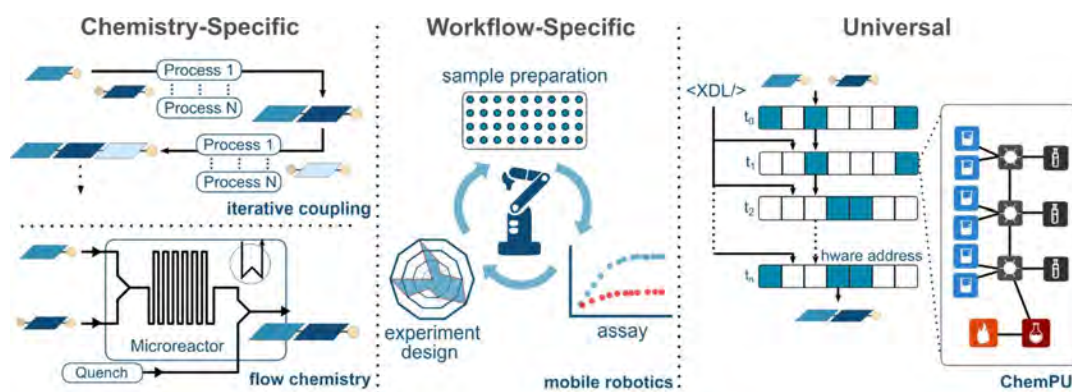 Chemistry-Specific
Process 1
Process N
Process 1
Process N
iterative coupling
Microreactor
Quench
flow chemistry
Workflow-Specific
sample preparation
experiment
design
assay
mobile robotics
Universal
<XDL/>
t0
t1
t2
hware address
tn
ChemPU